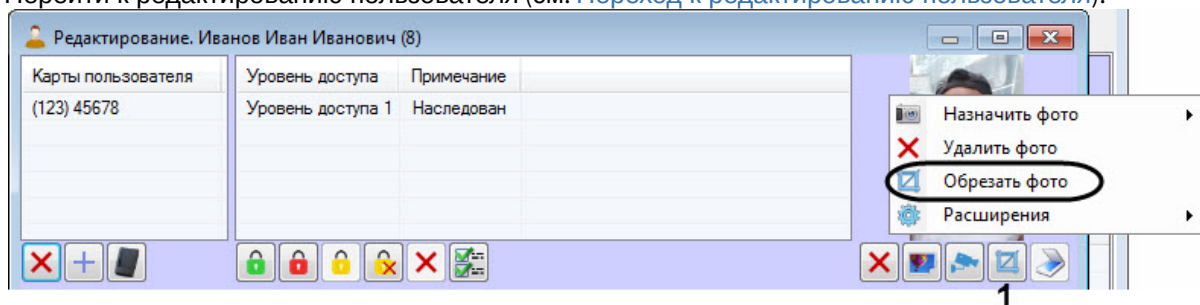 Перейти к редактированию пользователя (см. Переход к редактированию пользователя).
Редактирование. Иванов Иван Иванович (8)
Карты пользователя
Уровень доступа Примечание
(123) 45678
Уровень доступа 1 Наследован
Назначить фото
Удалить фото
Обрезать фото
Расширения
1